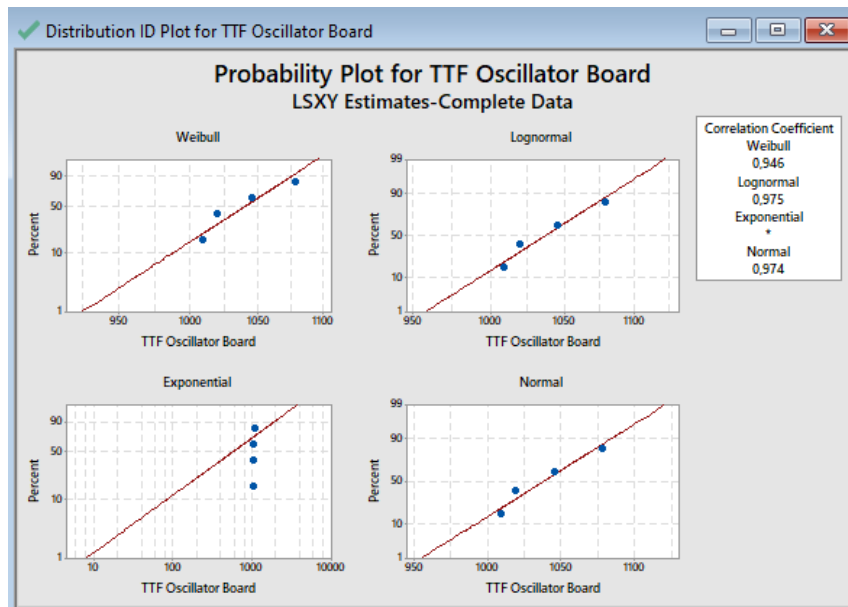 Distribution ID Plot for TTF Oscillator Board
Probability Plot for TTF Oscillator Board
LSXY Estimates-Complete Data
Weibull
Percent
90
50
10
1
950
1000
1050
1100
TTF Oscillator Board
Lognormal
Percent
99
90
50
10
1
950
1000
1050
1100
TTF Oscillator Board
Correlation Coefficient
Weibull
0,946
Lognormal
0,975
Exponential
*
Normal
0,974
Exponential
Percent
90
50
10
1
10
100
1000
10000
TTF Oscillator Board
Normal
Percent
99
90
50
10
1
950
1000
1050
1100
TTF Oscillator Board